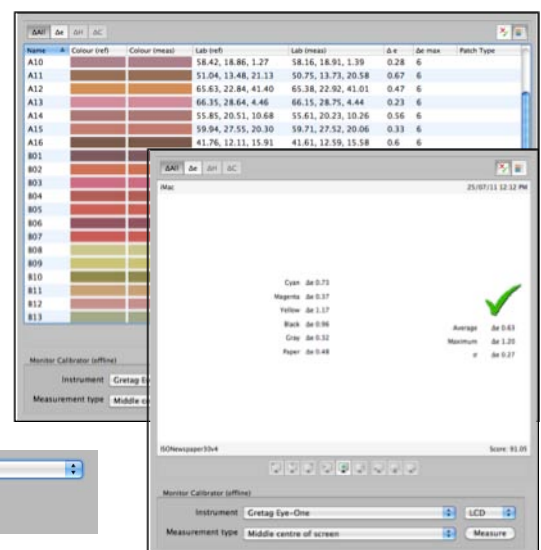 ΔAll Δe ΔH ΔC
Name Colour (ref) Colour (meas) Lab (ref) Lab (meas) Δ e Δe max Patch Type
A10 58.42, 18.86, 1.27 58.16, 18.91, 1.39 0.28 6
A11 51.04, 13.48, 21.13 50.75, 13.73, 20.58 0.67 6
A12 65.63, 22.84, 41.40 65.38, 22.92, 41.01 0.47 6
A13 66.35, 28.64, 4.46 66.15, 28.75, 4.44 0.23 6
A14 55.85, 20.51, 10.68 55.61, 20.23, 10.26 0.56 6
A15 59.94, 27.55, 20.30 59.71, 27.52, 20.06 0.33 6
A16 41.76, 12.11, 15.91 41.61, 12.59, 15.58 0.6 6
B01
B02
B03
B04
B05
B06
B07
B08
B09
B10
B11
B12
B13
Monitor Calibrator (offline)
Instrument Gretag Ey
Measurement type Middle ce
ΔAll Δe ΔH ΔC
iMac 25/07/11 12:12 PM
Cyan Δe 0.73
Magenta Δe 0.37
Yellow Δe 1.17
Black Δe 0.96
Gray Δe 0.32
Paper Δe 0.48
Average Δe 0.63
Maximum Δe 1.20
σ Δe 0.27
ISONewspaper30v4 Score: 91.05
Monitor Calibrator (offline)
Instrument Gretag Eye-One LCD
Measurement type Middle centre of screen Measure